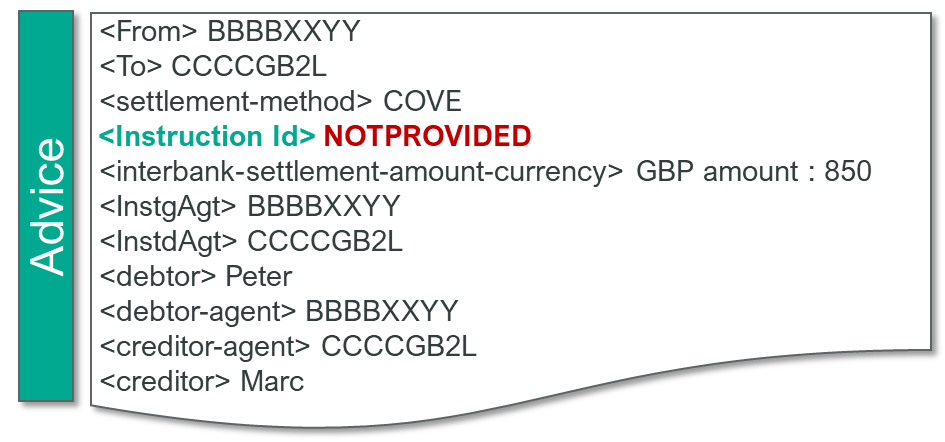 Advice
<From> BBBBXXYY
<To> CCCCGB2L
<settlement-method> COVE
<Instruction Id> NOTPROVIDED
<interbank-settlement-amount-currency> GBP amount : 850
<InstgAgt> BBBBXXYY
<InstdAgt> CCCCGB2L
<debtor> Peter
<debtor-agent> BBBBXXYY
<creditor-agent> CCCCGB2L
<creditor> Marc